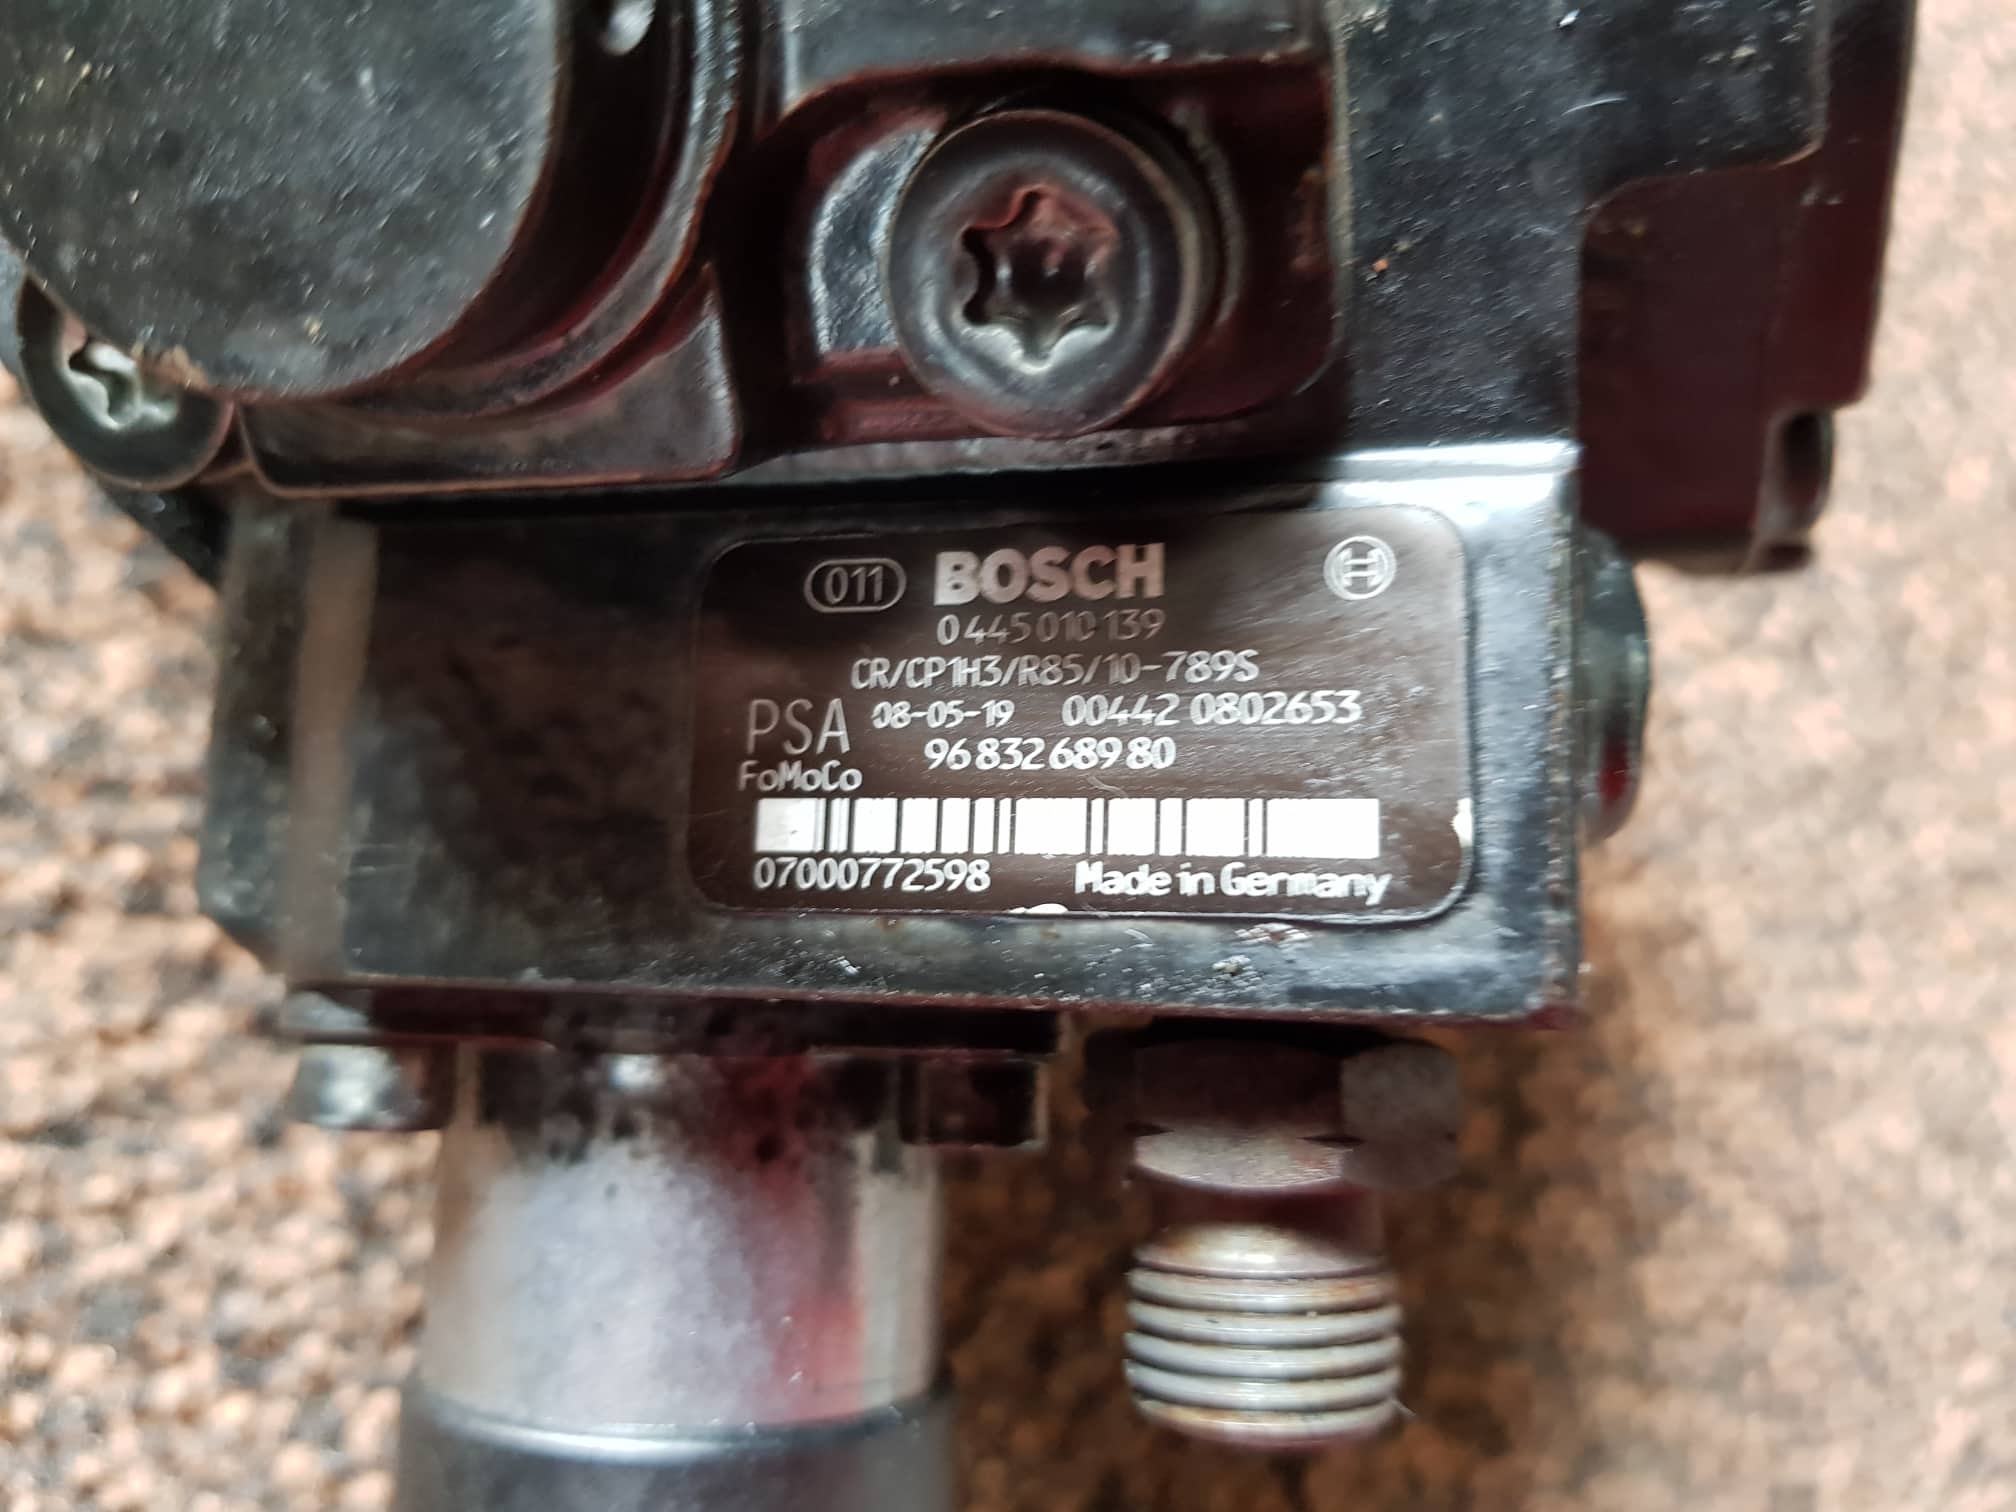 011 BOSCH
0 445 010 139
CR/CP1H3/R85/10-789S
PSA 08-05-19 00442 0802653
FoMoCo 96 832 689 80
07000772598 Made in Germany